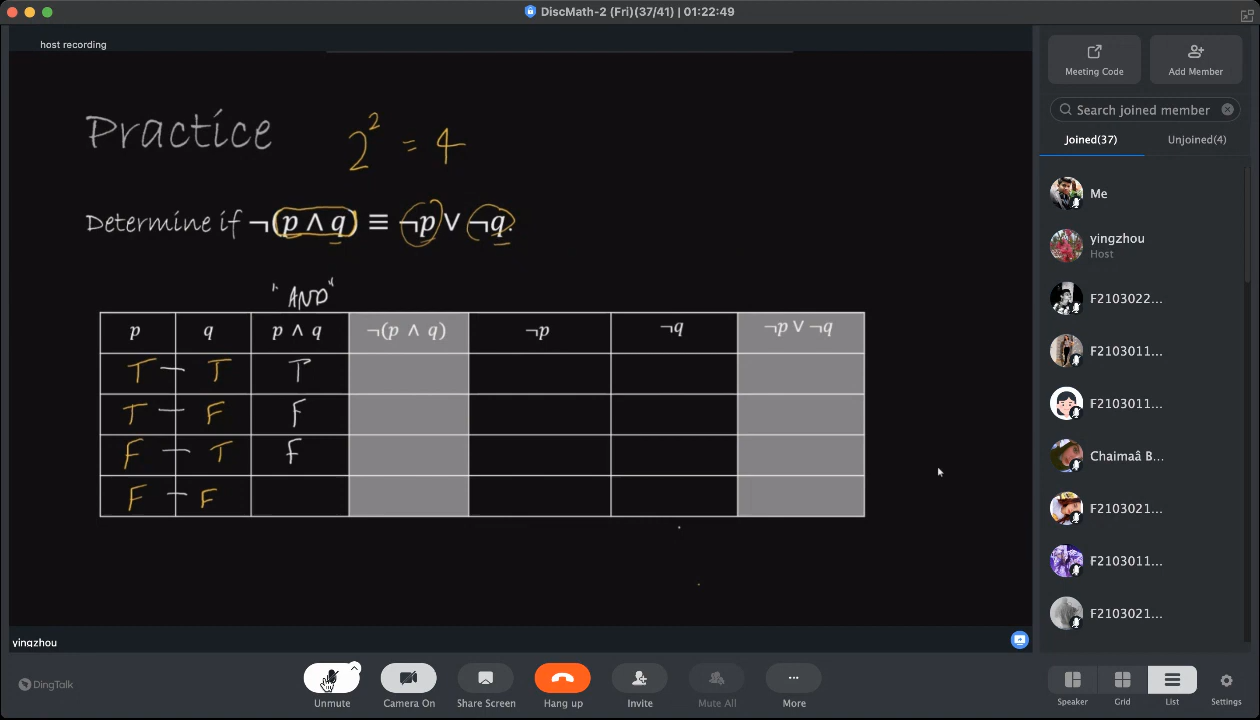 DiscMath-2 (Fri)(37/41) | 01:22:49
host recording
Practice
2² = 4
Determine if ¬(p ∧ q) ≡ ¬p ∨ ¬q.
"AND"
p q p ∧ q ¬(p ∧ q) ¬p ¬q ¬p ∨ ¬q
T — T T
T — F F
F — T F
F — F
yingzhou
Meeting Code Add Member
Search joined member
Joined(37) Unjoined(4)
Me
yingzhou
Host
F2103022...
F2103011...
F2103011...
Chaimaâ B...
F2103021...
F2103011...
F2103021...
DingTalk
Unmute Camera On Share Screen Hang up Invite Mute All More
Speaker Grid List Settings